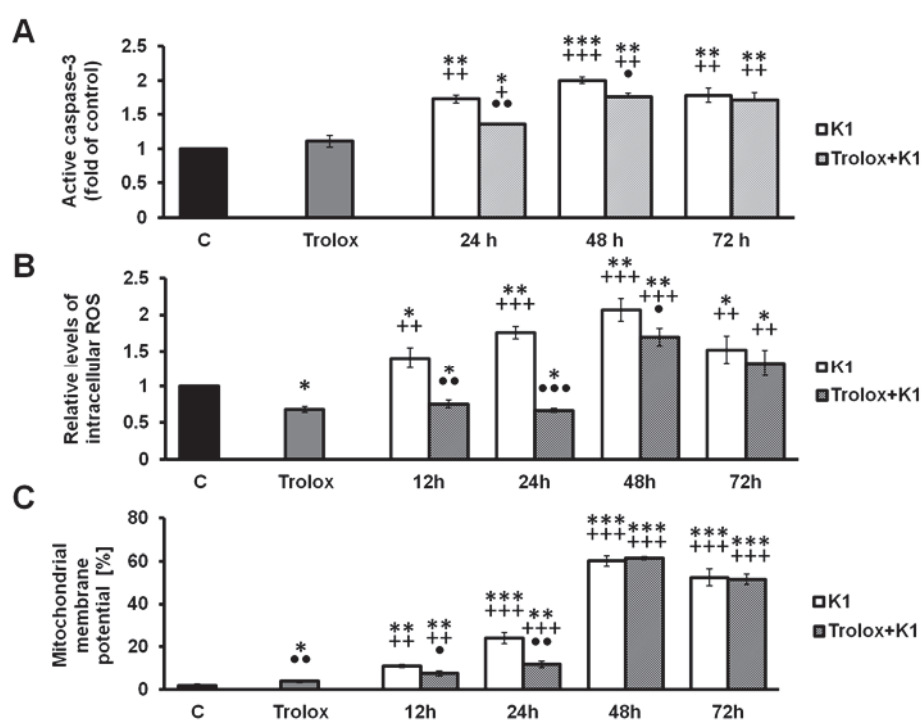 A
Active caspase-3
(fold of control)
2.5
2
1.5
1
0.5
0
** ++
* + ••
*** +++
** ++ •
** ++
** ++
C Trolox 24 h 48 h 72 h
K1
Trolox+K1
B
Relative levels of
intracellular ROS
2.5
2
1.5
1
0.5
0
*
* ++
* ••
** +++
* •••
** +++
** +++ •
* ++
* ++
C Trolox 12h 24h 48h 72h
K1
Trolox+K1
C
Mitochondrial
membrane
potential [%]
80
60
40
20
0
* ••
** ++
** ++ •
*** +++
** +++ ••
*** +++
*** +++
*** +++
*** +++
C Trolox 12h 24h 48h 72h
K1
Trolox+K1